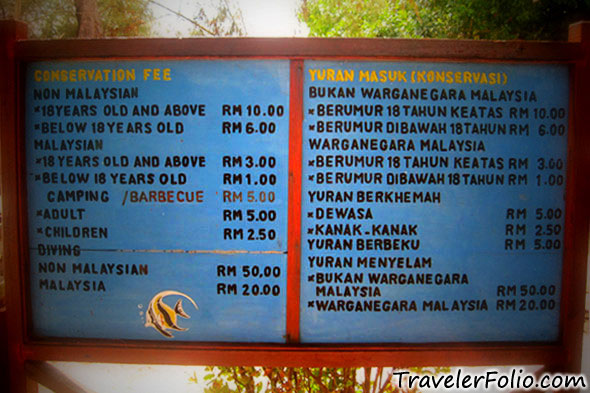 CONSERVATION FEE
NON MALAYSIAN
*18 YEARS OLD AND ABOVE RM 10.00
*BELOW 18 YEARS OLD RM 6.00
MALAYSIAN
*18 YEARS OLD AND ABOVE RM 3.00
*BELOW 18 YEARS OLD RM 1.00
CAMPING /BARBECUE RM 5.00
*ADULT RM 5.00
*CHILDREN RM 2.50
DIVING
NON MALAYSIAN RM 50,00
MALAYSIA RM 20.00
YURAN MASUK (KONSERVASI)
BUKAN WARGANEGARA MALAYSIA
*BERUMUR 18 TAHUN KEATAS RM 10.00
*BERUMUR DIBAWAH 18 TAHUN RM 6.00
WARGANEGARA MALAYSIA
*BERUMUR 18 TAHUN KEATAS RM 3.00
*BERUMUR DIBAWAH 18 TAHUN RM 1.00
YURAN BERKHEMAH
*DEWASA RM 5.00
*KANAK-KANAK RM 2.50
YURAN BERBEKU RM 5.00
YURAN MENYELAM
*BUKAN WARGANEGARA
MALAYSIA RM 50.00
*WARGANEGARA MALAYSIA RM 20.00
www.TravelerFolio.com